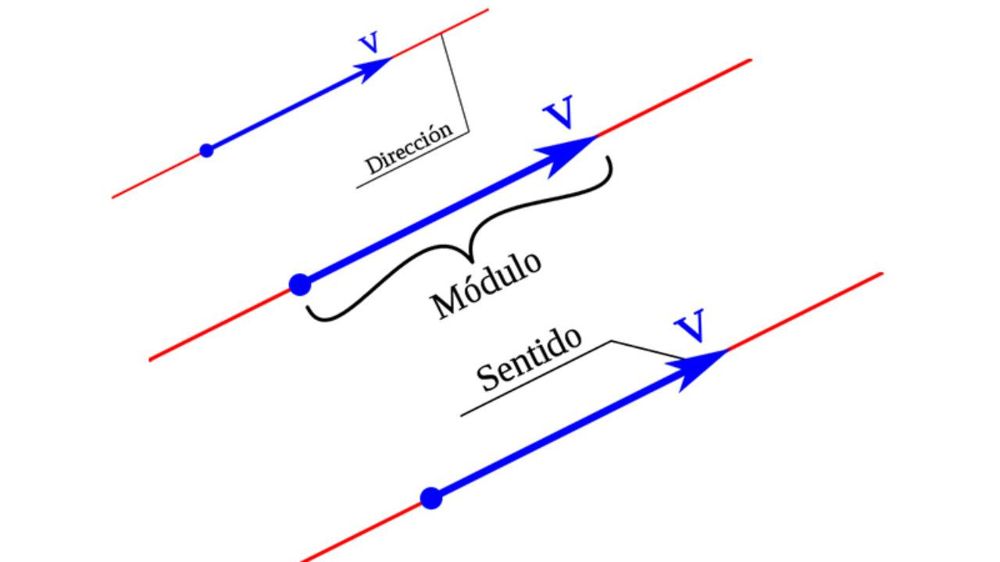 v
Dirección
V
Módulo
Sentido
V